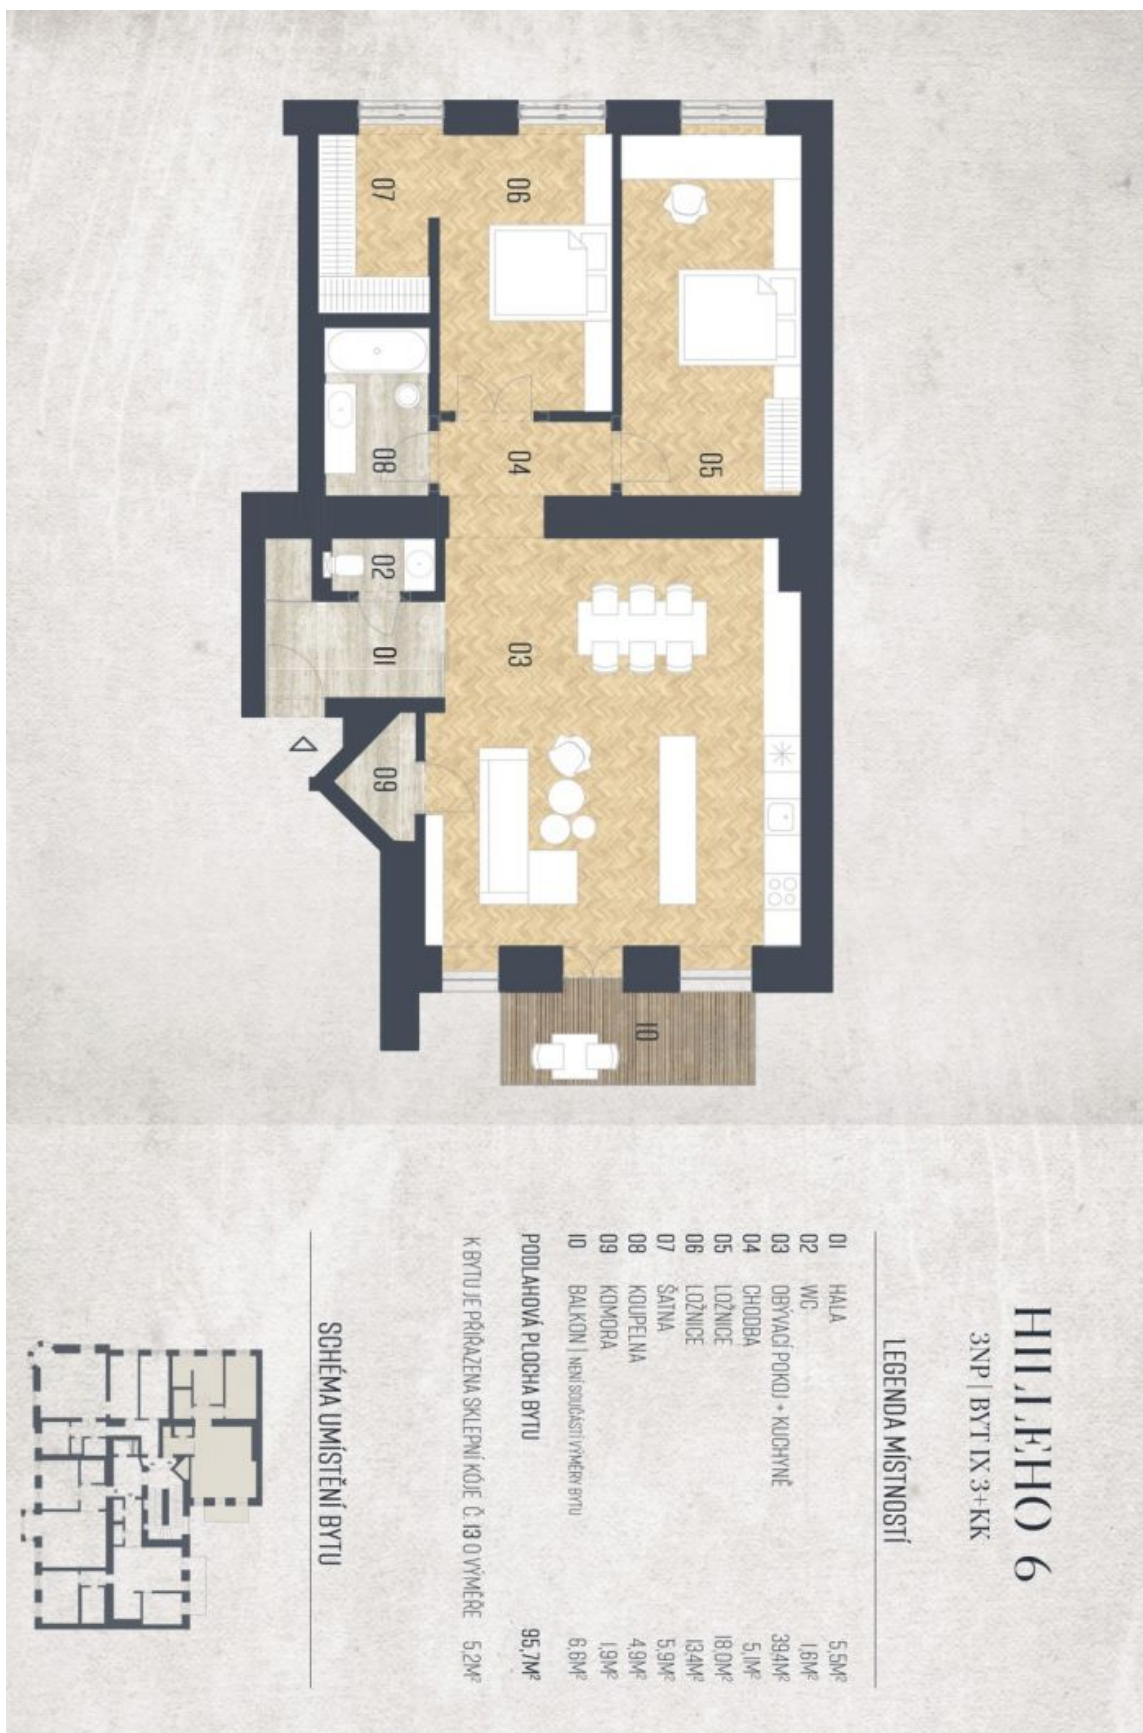 HILLEHO 6
3NP | BYT IX 3+KK
LEGENDA MÍSTNOSTÍ
01 HALA 5,5M²
02 WC 1,6M²
03 OBÝVACÍ POKOJ + KUCHYNĚ 39,4M²
04 CHODBA 5,1M²
05 LOŽNICE 18,0M²
06 LOŽNICE 13,4M²
07 ŠATNA 5,9M²
08 KOUPELNA 4,9M²
09 KOMORA 1,9M²
10 BALKON | NENÍ SOUČÁSTÍ VÝMĚRY BYTU 6,6M²
PODLAHOVÁ PLOCHA BYTU 95,7M²
K BYTU JE PŘIŘAZENA SKLEPNÍ KÓJE Č. 13 O VÝMĚŘE 5,2M²
SCHÉMA UMÍSTĚNÍ BYTU
05
06
07
04
08
02
03
01
09
10